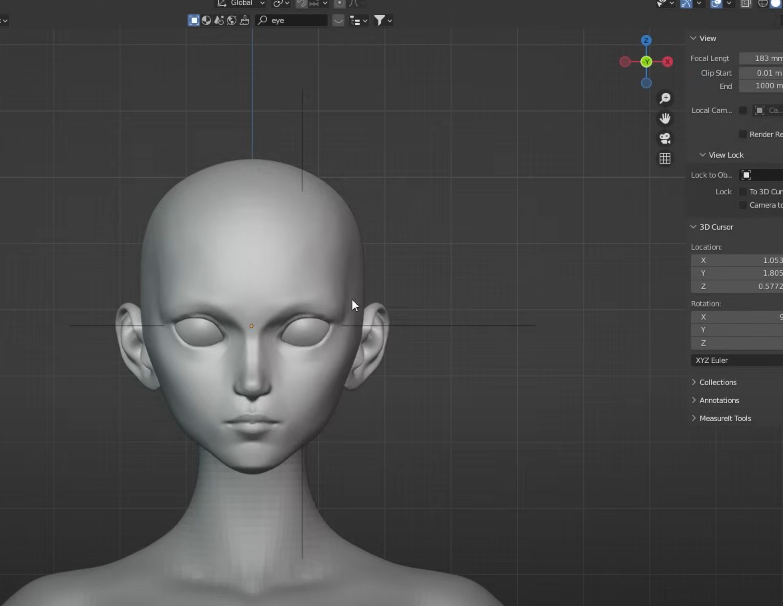 Global
eye
Z
Y
X
View
Focal Lengt 183 mm
Clip Start 0.01 m
End 1000 m
Local Cam... Ca...
Render Re
View Lock
Lock to Ob...
Lock: To 3D Cur
Camera to
3D Cursor
Location:
X 1.053
Y 1.805
Z 0.5772
Rotation:
X 9
Y
Z
XYZ Euler
Collections
Annotations
MeasureIt Tools